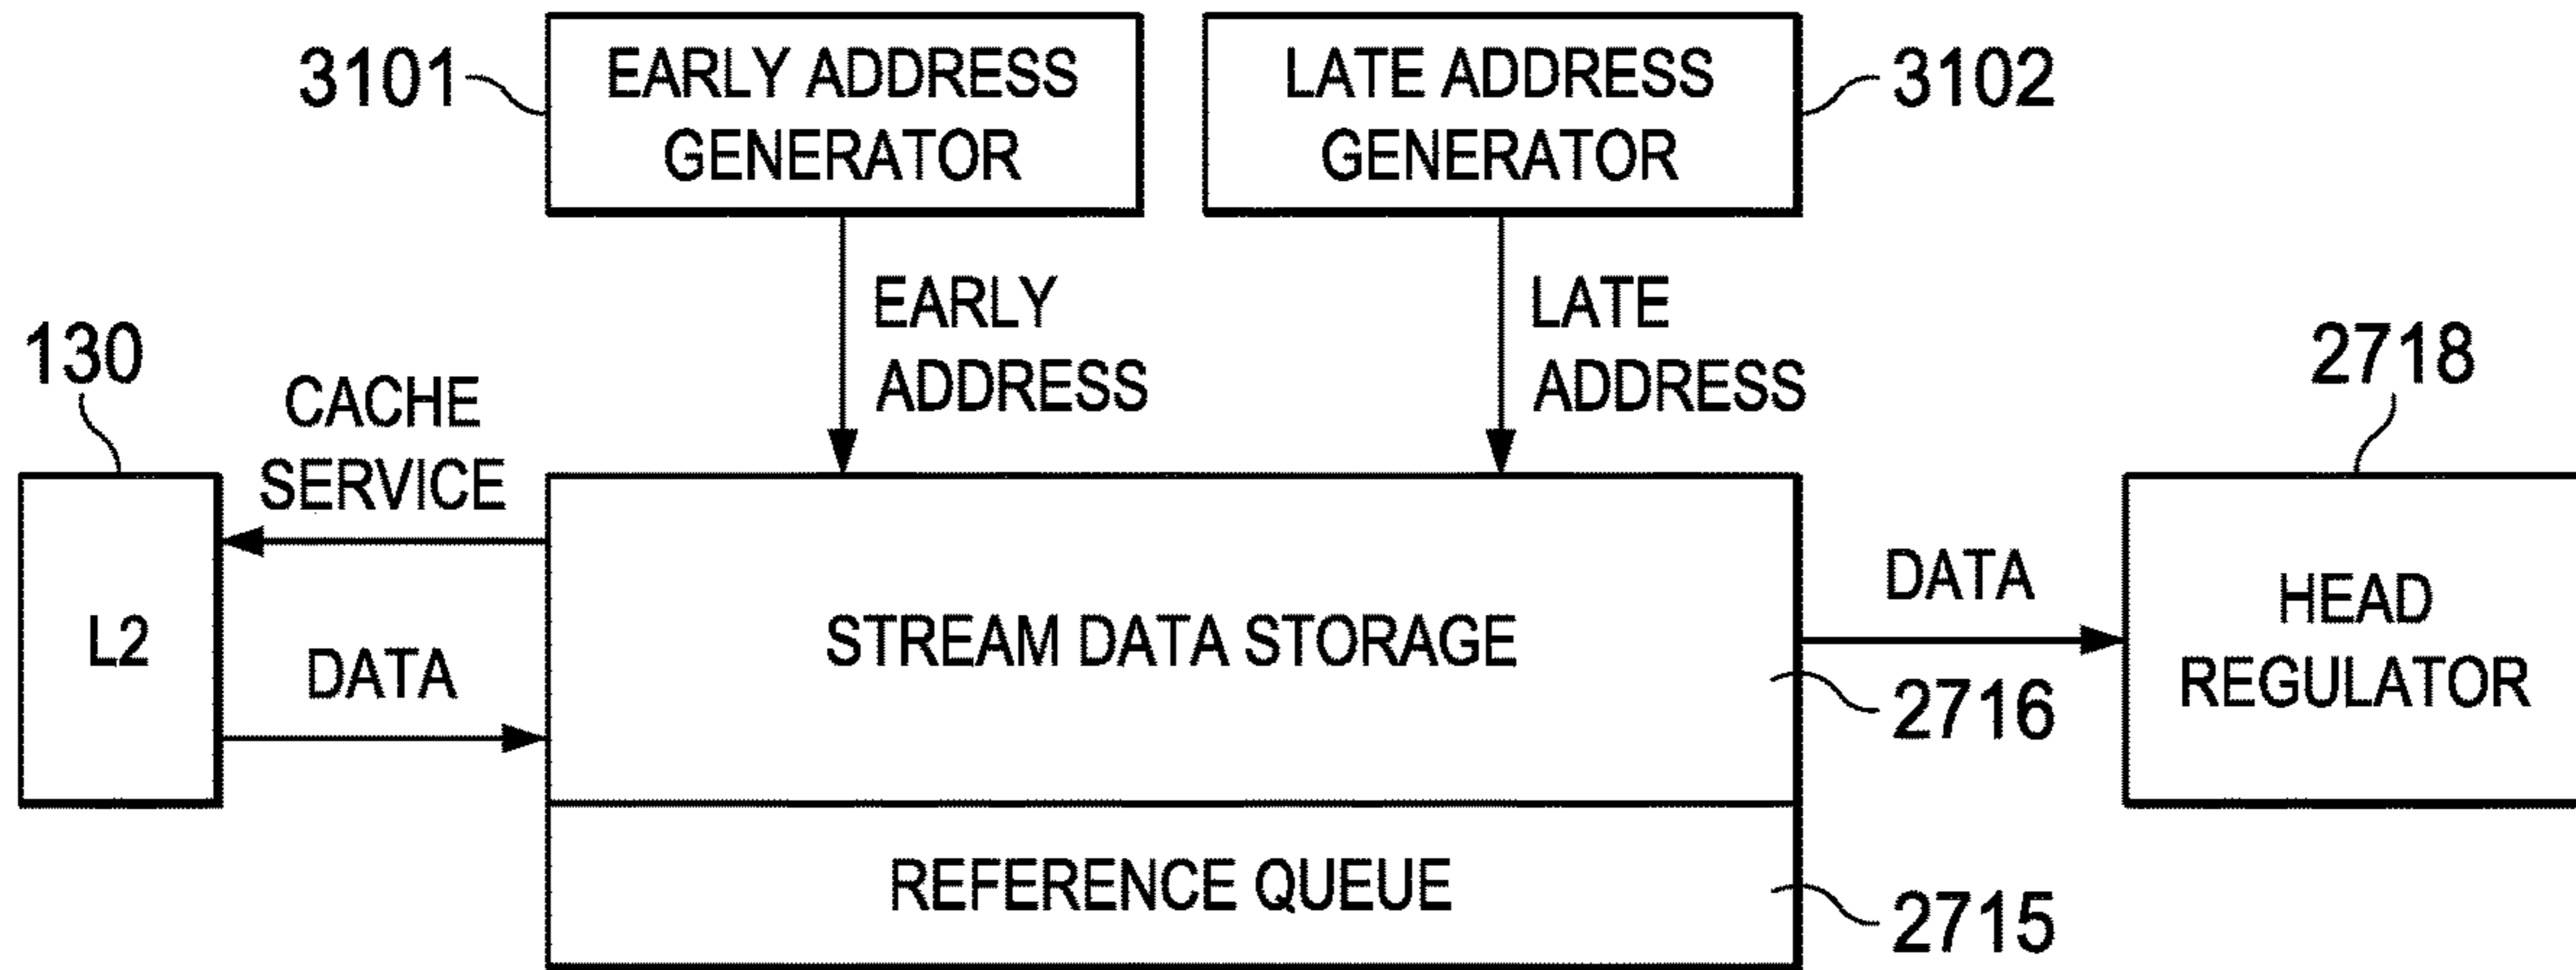 3101
EARLY ADDRESS
GENERATOR
LATE ADDRESS
GENERATOR
3102
EARLY
ADDRESS
LATE
ADDRESS
130
CACHE
SERVICE
2718
L2
DATA
STREAM DATA STORAGE
DATA
HEAD
REGULATOR
2716
REFERENCE QUEUE
2715